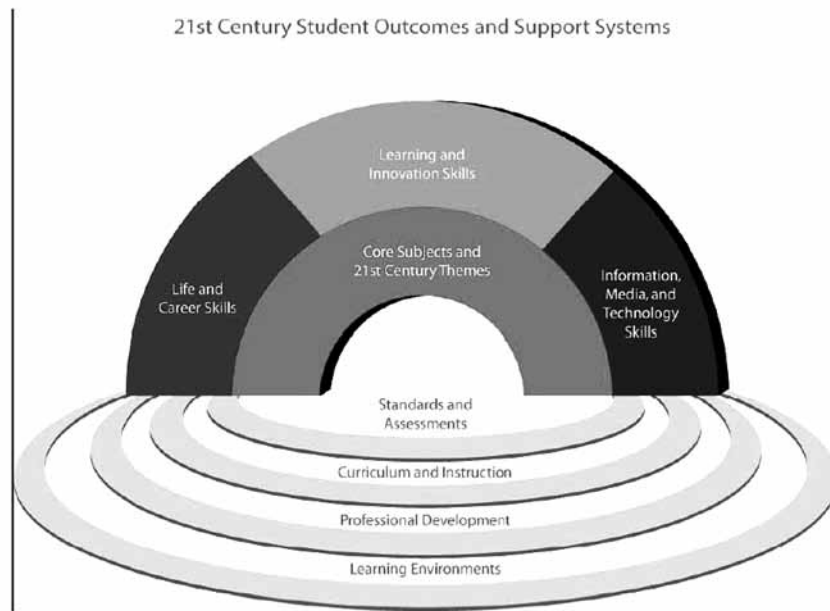 21st Century Student Outcomes and Support Systems
Learning and
Innovation Skills
Core Subjects and
21st Century Themes
Life and
Career Skills
Information,
Media, and
Technology
Skills
Standards and
Assessments
Curriculum and Instruction
Professional Development
Learning Environments